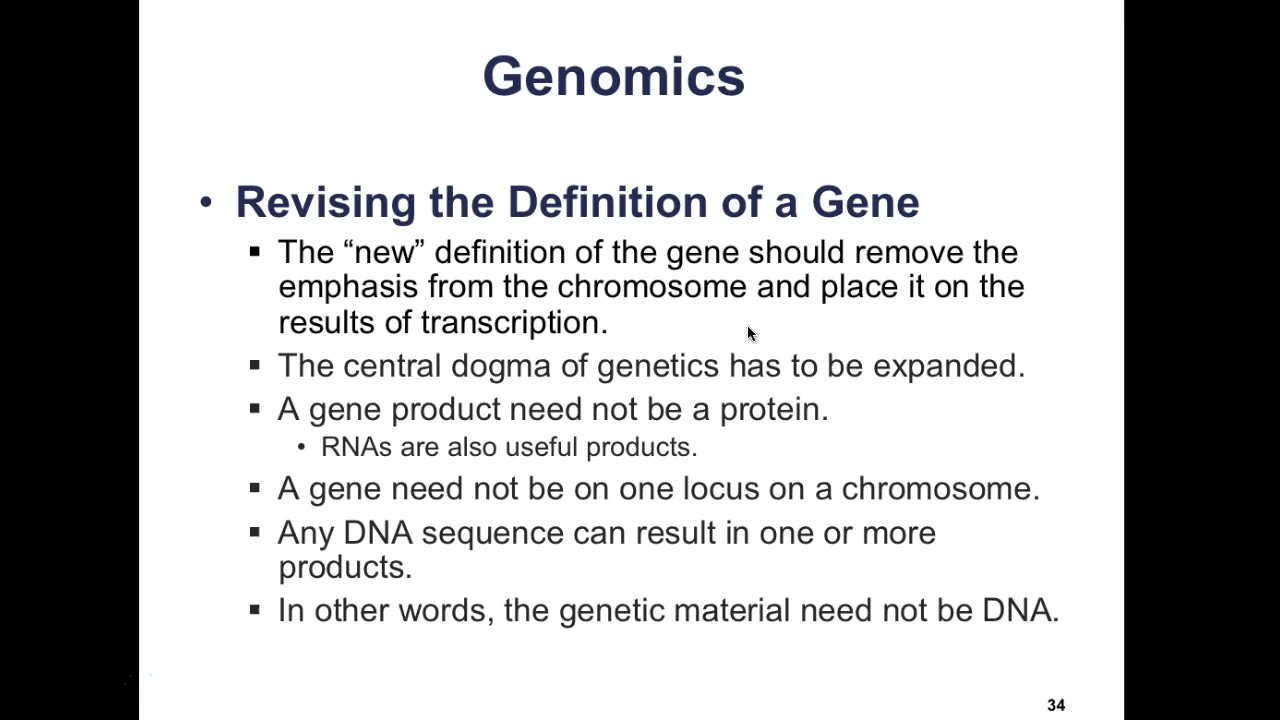 Genomics
• Revising the Definition of a Gene
▪ The “new” definition of the gene should remove the
emphasis from the chromosome and place it on the
results of transcription.
▪ The central dogma of genetics has to be expanded.
▪ A gene product need not be a protein.
• RNAs are also useful products.
▪ A gene need not be on one locus on a chromosome.
▪ Any DNA sequence can result in one or more
products.
▪ In other words, the genetic material need not be DNA.
34